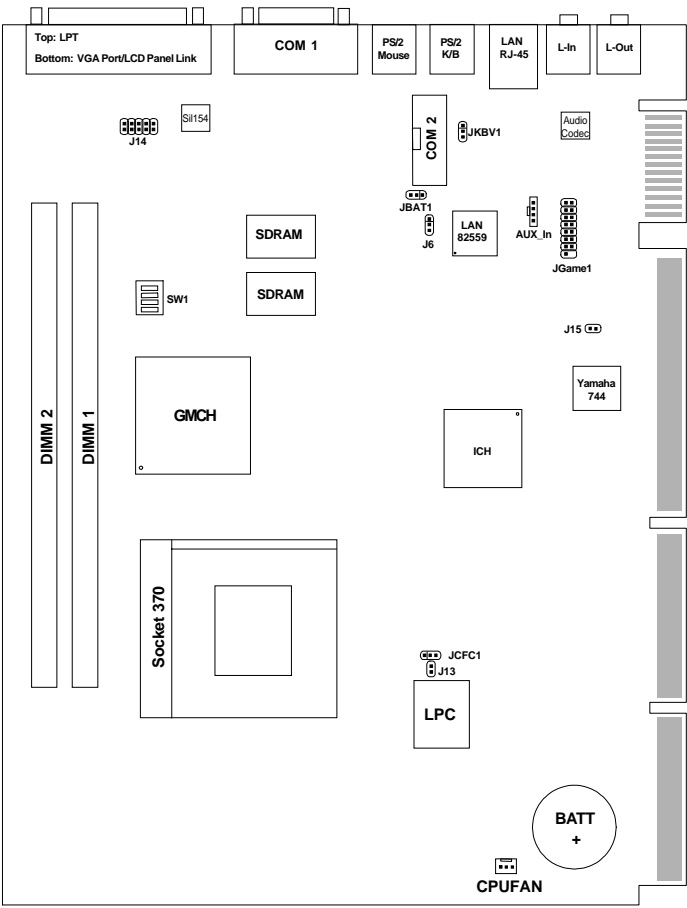 Top: LPT
Bottom: VGA Port/LCD Panel Link
COM 1
PS/2
Mouse
PS/2
K/B
LAN
RJ-45
L-In
L-Out
Sil154
J14
COM 2
JKBV1
Audio
Codec
JBAT1
J6
LAN
82559
AUX_In
JGame1
SDRAM
SDRAM
SW1
J15
Yamaha
744
DIMM 2
DIMM 1
GMCH
ICH
Socket 370
JCFC1
J13
LPC
BATT
+
CPUFAN